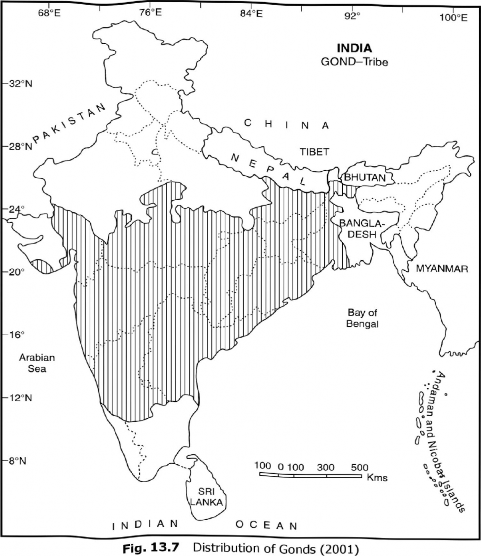 68°E 76°E 84°E 92° 100°E
INDIA
GOND–Tribe
32°N
PAKISTAN
CHINA
TIBET
28°N
NEPAL
BHUTAN
24°
BANGLA-
DESH
20°
MYANMAR
Bay of
Bengal
16°
Arabian
Sea
12°N
Andaman and Nicobar Islands
8°N
100 0 100 300 500
Kms
SRI
LANKA
INDIAN OCEAN
Fig. 13.7 Distribution of Gonds (2001)